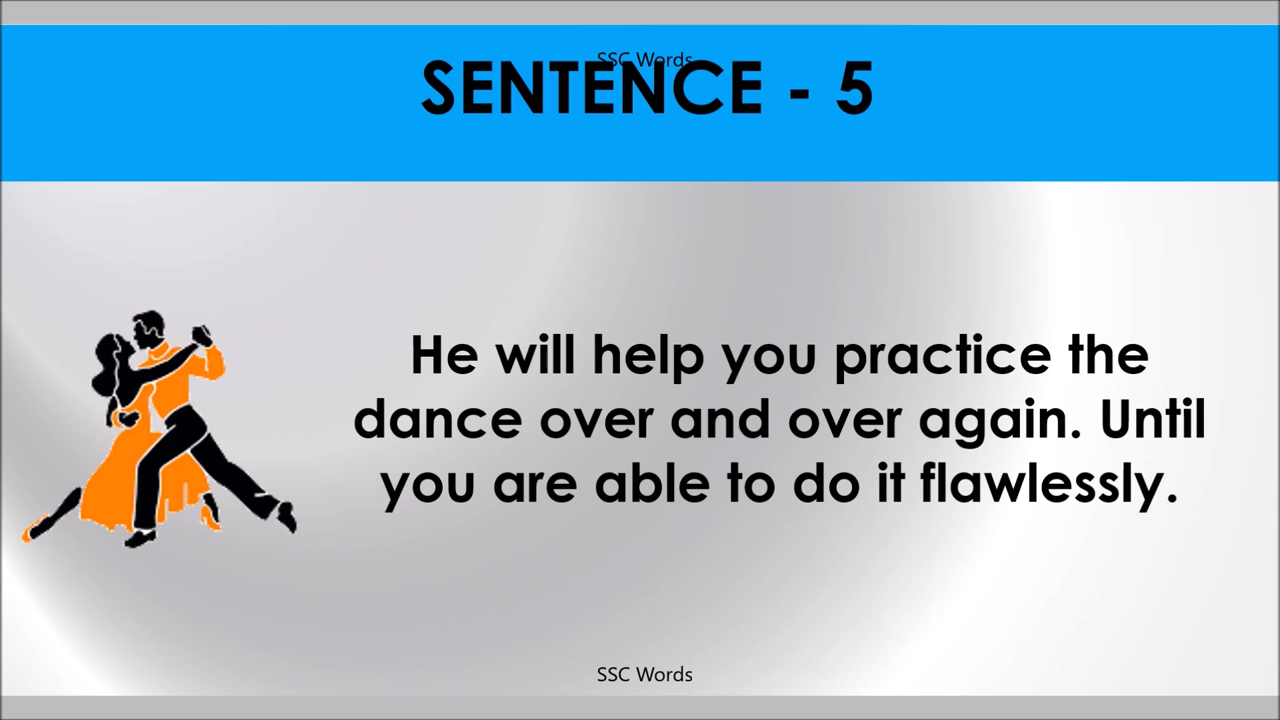 SSC Words
SENTENCE - 5
He will help you practice the
dance over and over again. Until
you are able to do it flawlessly.
SSC Words